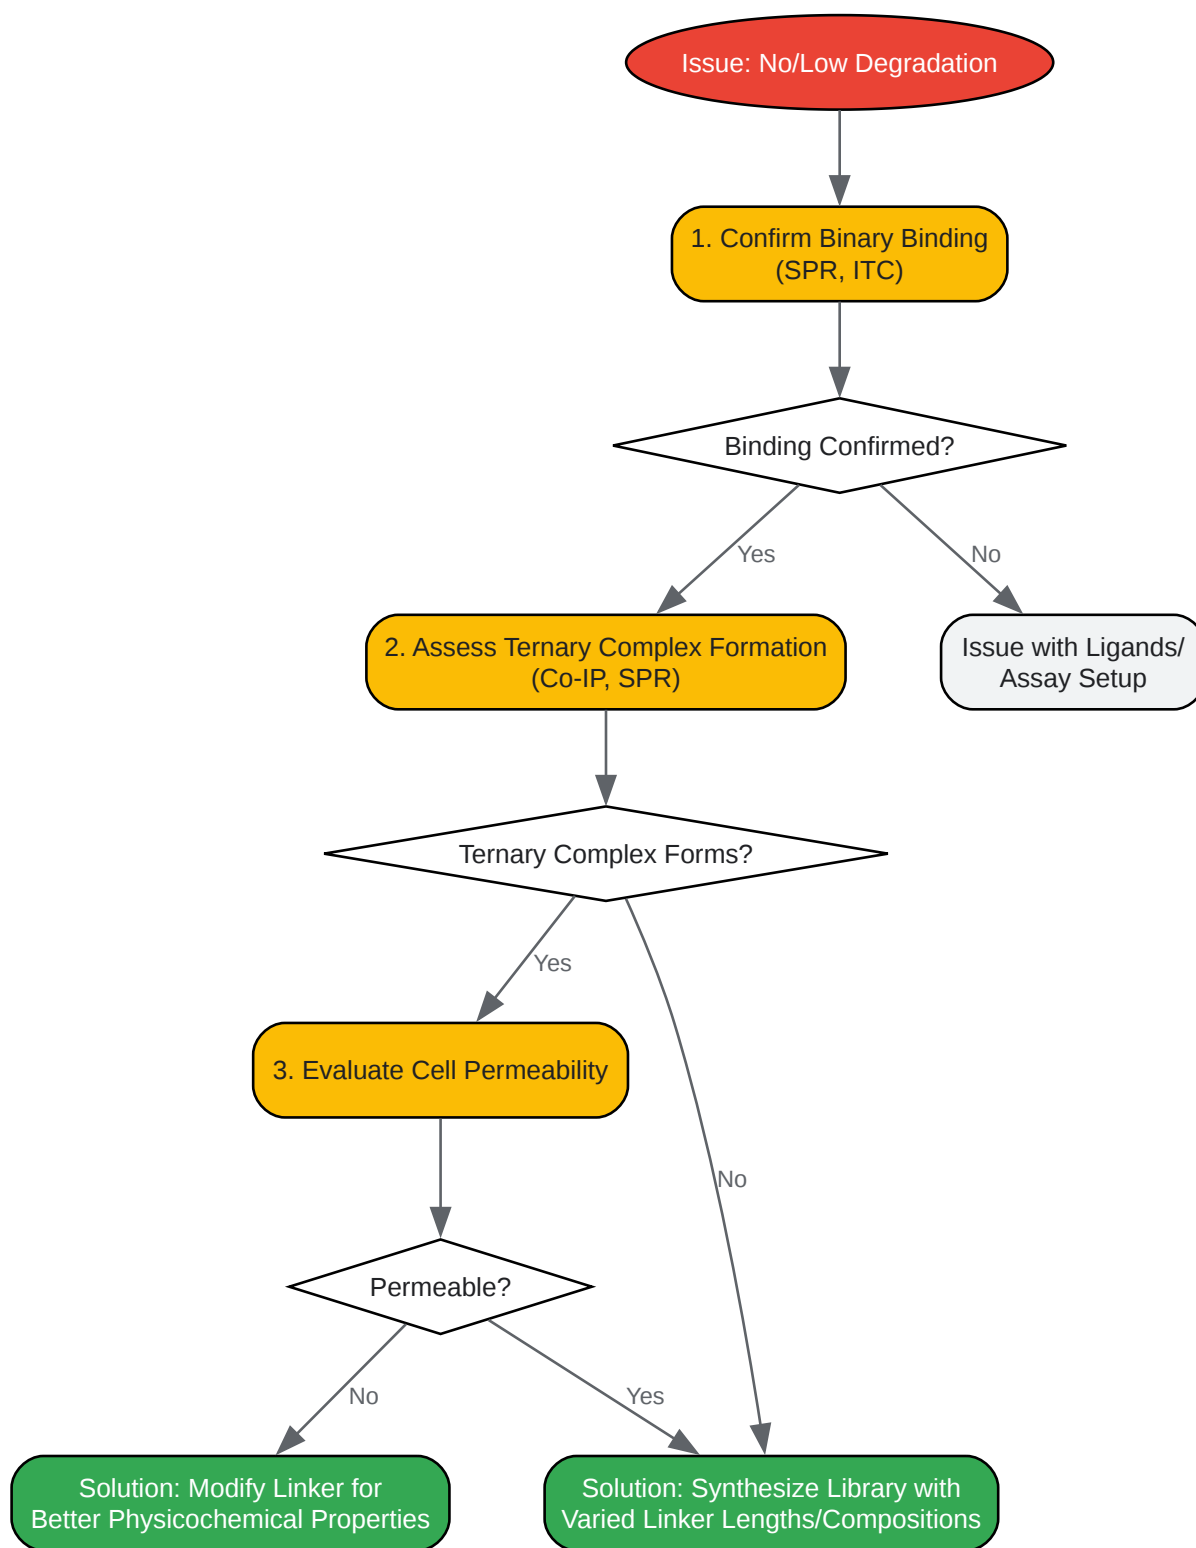 Issue: No/Low Degradation
1. Confirm Binary Binding
(SPR, ITC)
Binding Confirmed?
Yes
No
2. Assess Ternary Complex Formation
(Co-IP, SPR)
Issue with Ligands/
Assay Setup
Ternary Complex Forms?
Yes
3. Evaluate Cell Permeability
No
Permeable?
No
Yes
Solution: Modify Linker for
Better Physicochemical Properties
Solution: Synthesize Library with
Varied Linker Lengths/Compositions